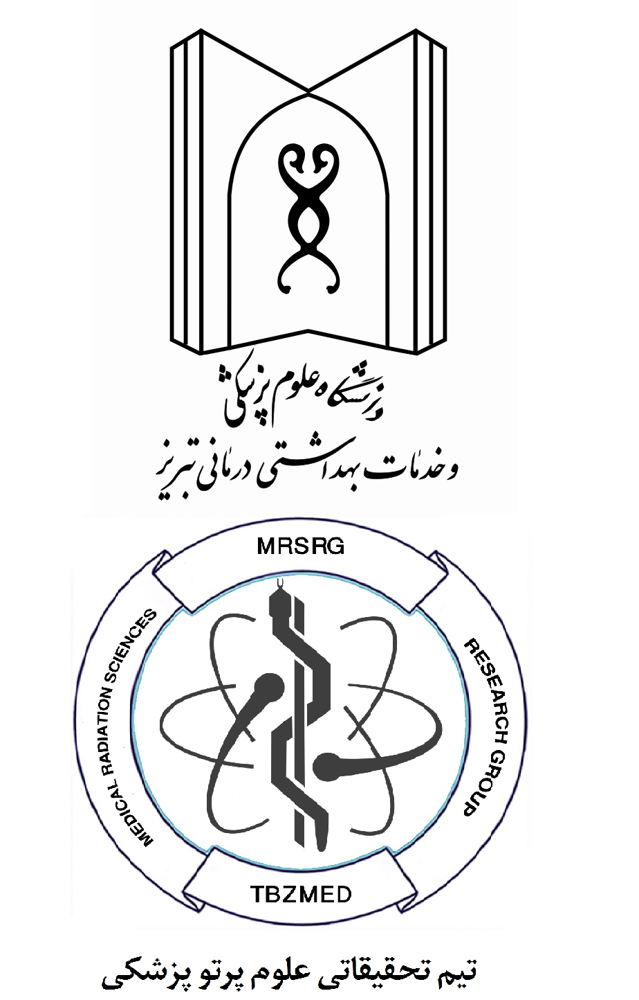 دانشگاه علوم پزشکی
و خدمات بهداشتی درمانی تبریز
MRSRG
MEDICAL RADIATION SCIENCES
RESEARCH GROUP
TBZMED
تیم تحقیقاتی علوم پرتو پزشکی